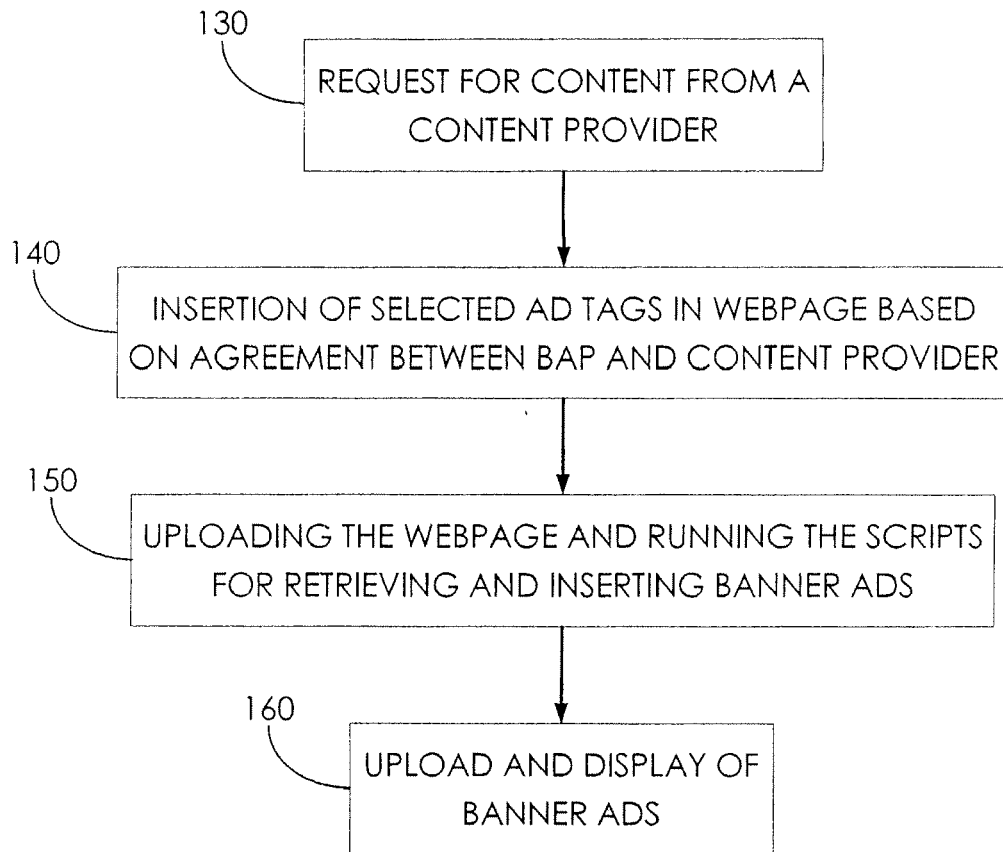 130
REQUEST FOR CONTENT FROM A
CONTENT PROVIDER
140
INSERTION OF SELECTED AD TAGS IN WEBPAGE BASED
ON AGREEMENT BETWEEN BAP AND CONTENT PROVIDER
150
UPLOADING THE WEBPAGE AND RUNNING THE SCRIPTS
FOR RETRIEVING AND INSERTING BANNER ADS
160
UPLOAD AND DISPLAY OF
BANNER ADS